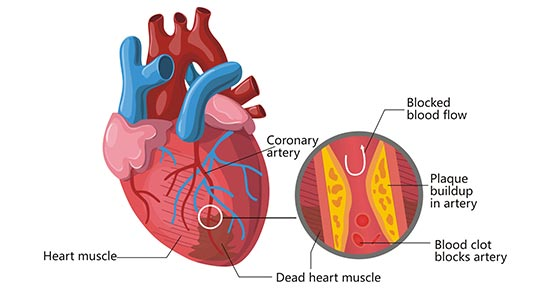 Blocked
blood flow
Coronary
artery
Plaque
buildup
in artery
Blood clot
blocks artery
Heart muscle
Dead heart muscle